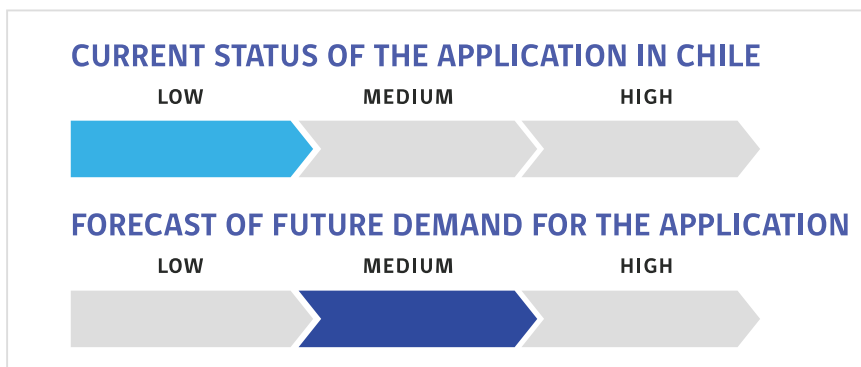 CURRENT STATUS OF THE APPLICATION IN CHILE
LOW MEDIUM HIGH
FORECAST OF FUTURE DEMAND FOR THE APPLICATION
LOW MEDIUM HIGH